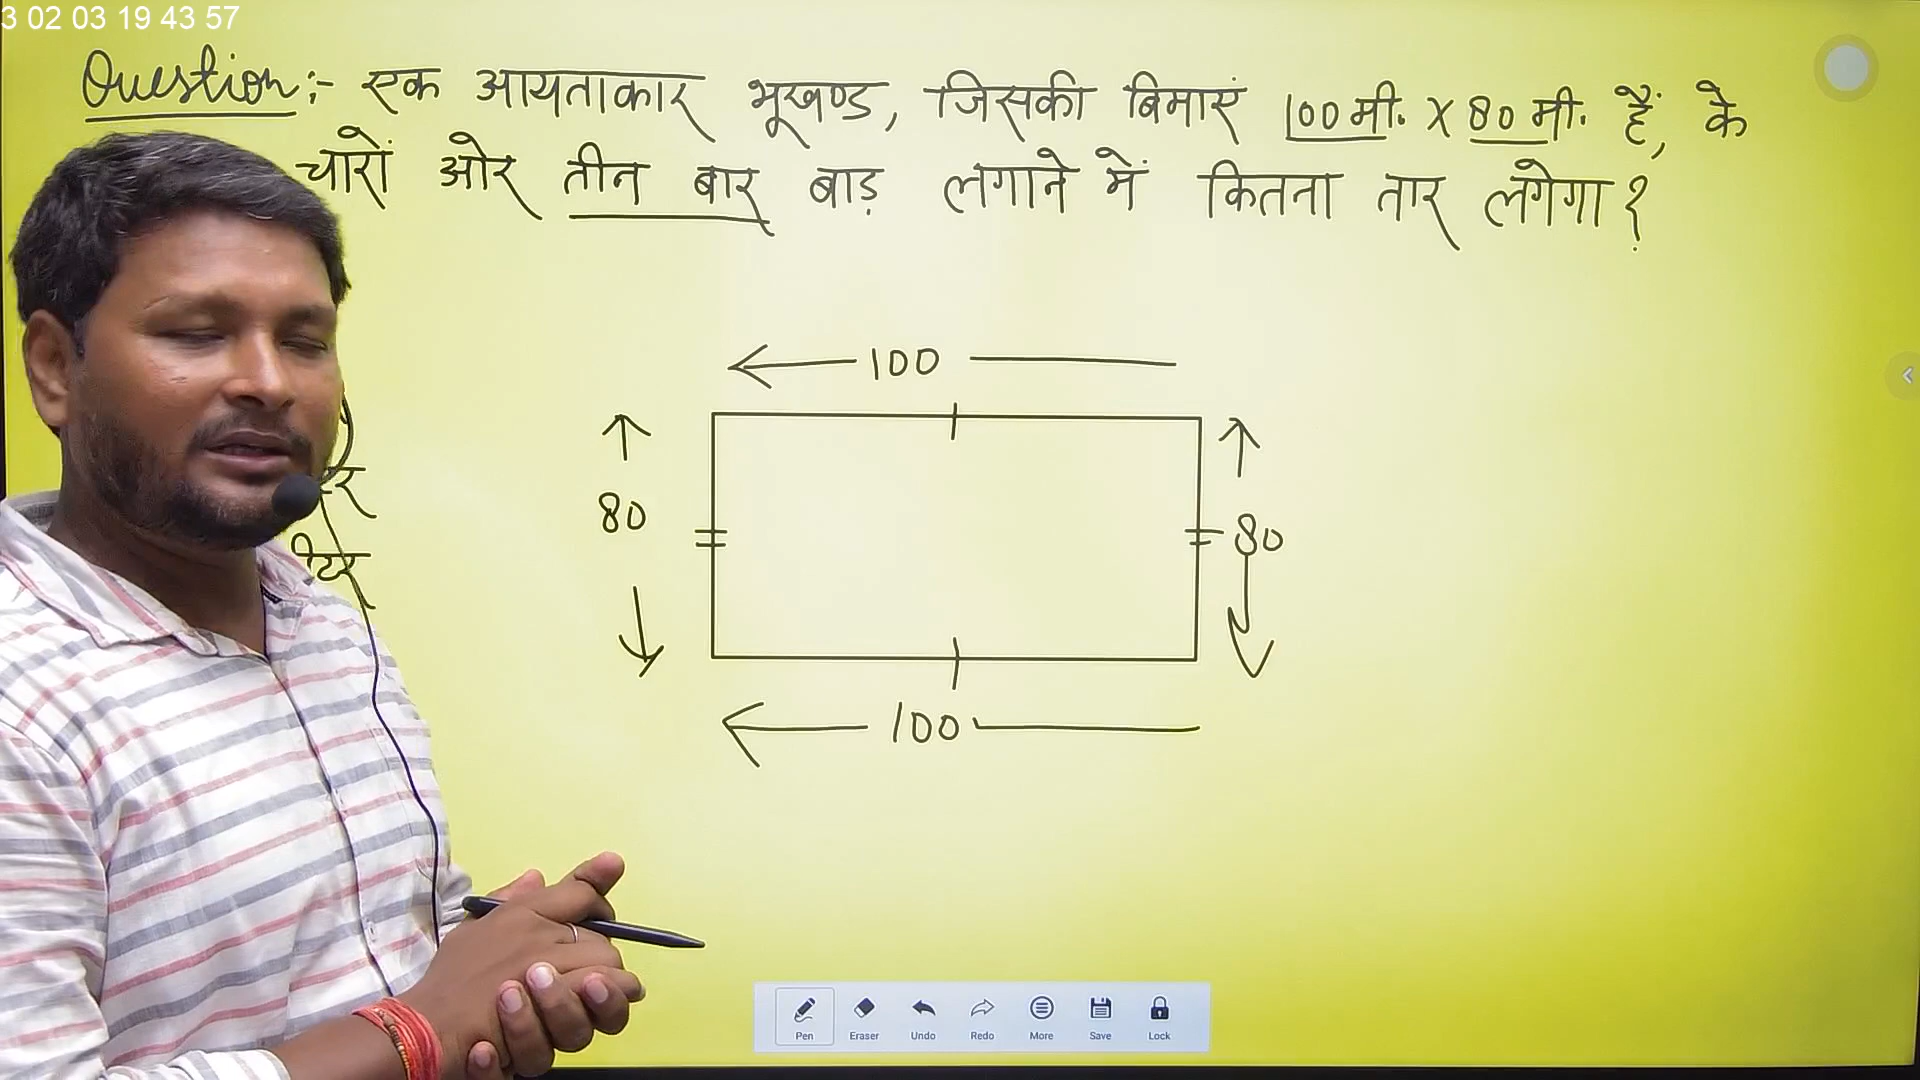 3 02 03 19 43 57
Question:- एक आयताकार भूखण्ड, जिसकी बिमाएं 100 मी. X 80 मी. हैं, के
चारों ओर तीन बार बाड़ लगाने में कितना तार लगेगा?
100
80
80
100
Pen Eraser Undo Redo More Save Lock